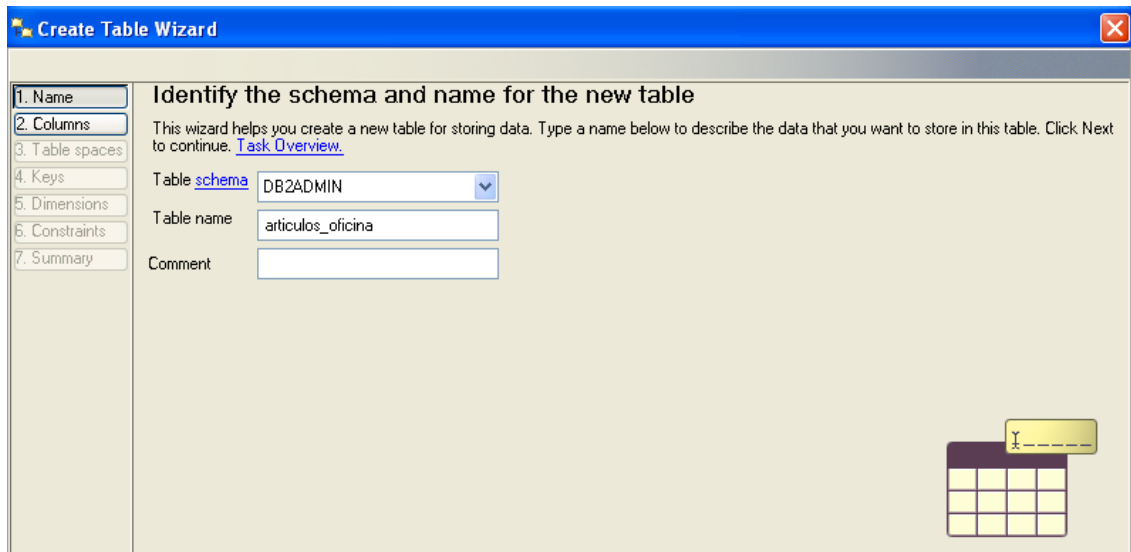 Create Table Wizard
1. Name
2. Columns
3. Table spaces
4. Keys
5. Dimensions
6. Constraints
7. Summary
Identify the schema and name for the new table
This wizard helps you create a new table for storing data. Type a name below to describe the data that you want to store in this table. Click Next
to continue. Task Overview.
Table schema DB2ADMIN
Table name articulos_oficina
Comment